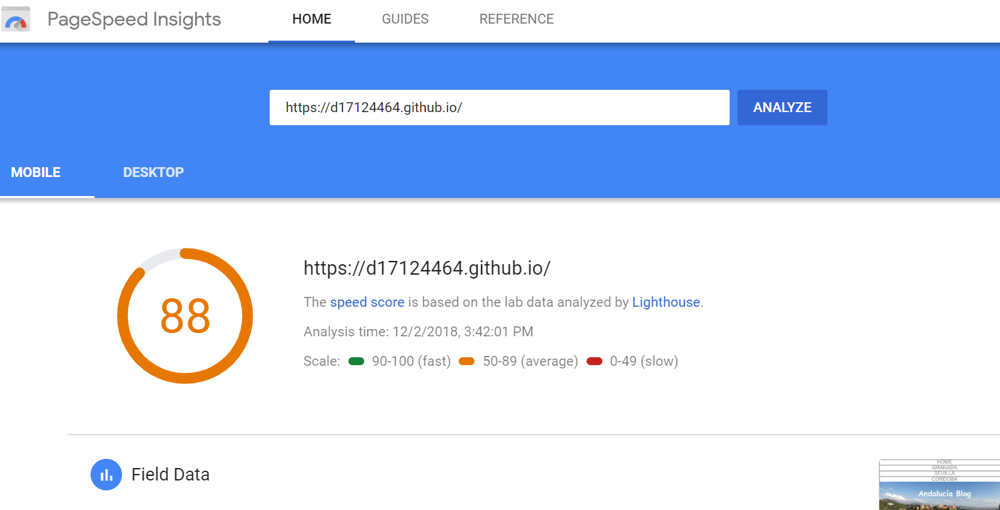 PageSpeed Insights HOME GUIDES REFERENCE
https://d17124464.github.io/ ANALYZE
MOBILE DESKTOP
88
https://d17124464.github.io/
The speed score is based on the lab data analyzed by Lighthouse.
Analysis time: 12/2/2018, 3:42:01 PM
Scale: 90-100 (fast) 50-89 (average) 0-49 (slow)
Field Data
HOME
GRANADA
SEVILLA
CORDOBA
Andalucía Blog